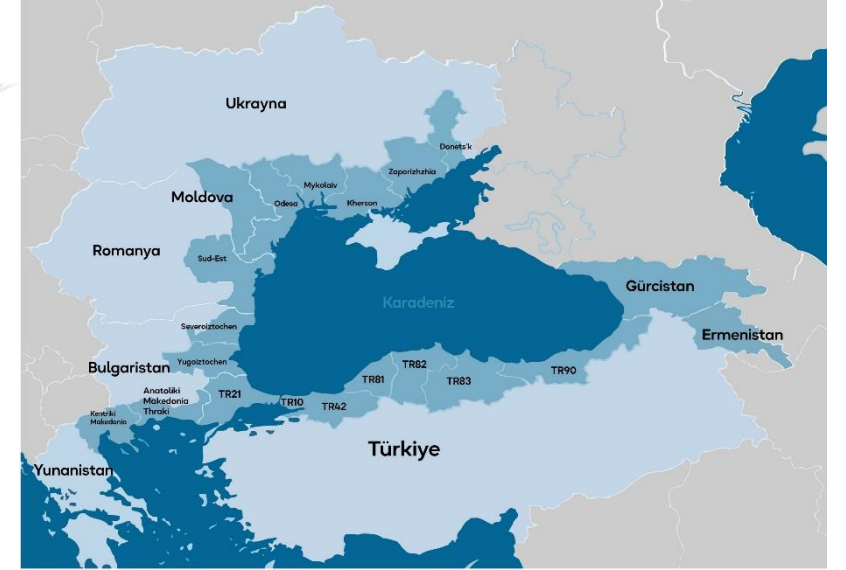 Ukrayna
Donets'k
Zaporizhzhia
Mykolaiv
Moldova
Odesa
Kherson
Romanya
Sud-Est
Gürcistan
Karadeniz
Severoiztochen
Ermenistan
Yugoiztochen
Bulgaristan
TR82
TR90
TR81
TR83
Anatoliki
Makedonia
Thraki
TR21
TR10
TR42
Kentriki
Makedonia
Türkiye
Yunanistan